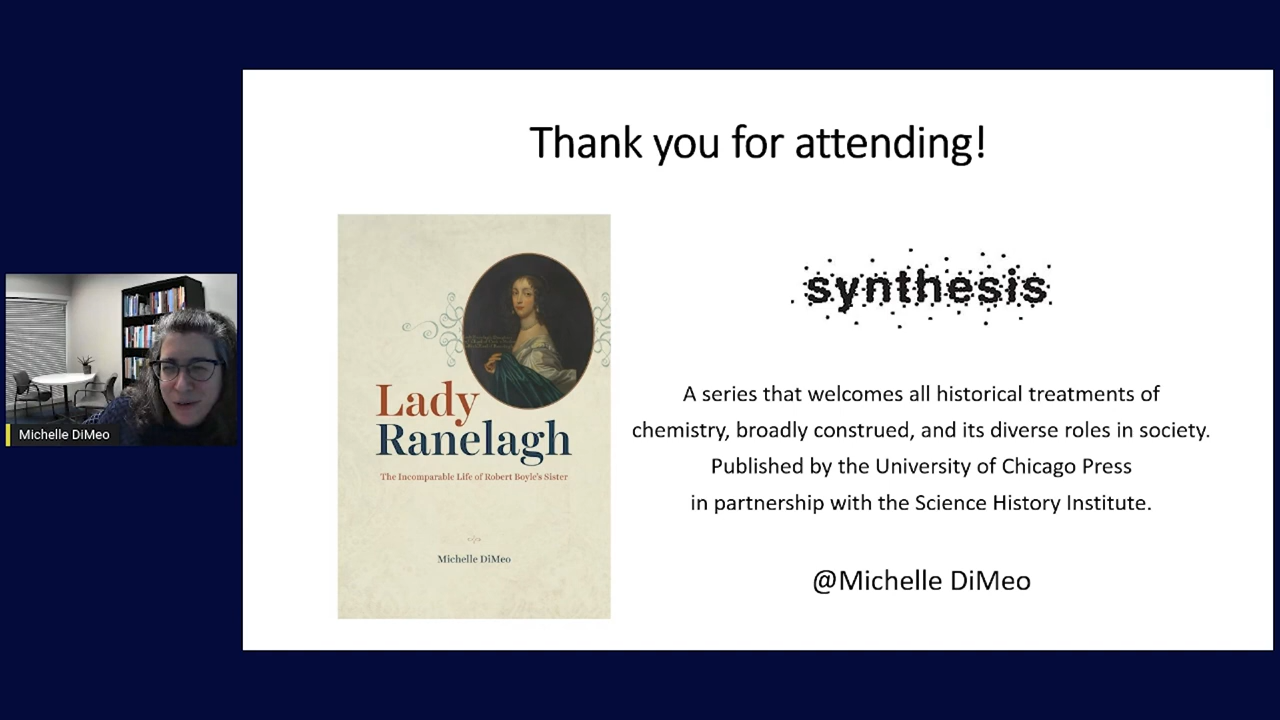 Thank you for attending!
Lady
Ranelagh
The Incomparable Life of Robert Boyle's Sister
Michelle DiMeo
synthesis
A series that welcomes all historical treatments of
chemistry, broadly construed, and its diverse roles in society.
Published by the University of Chicago Press
in partnership with the Science History Institute.
@Michelle DiMeo
Michelle DiMeo